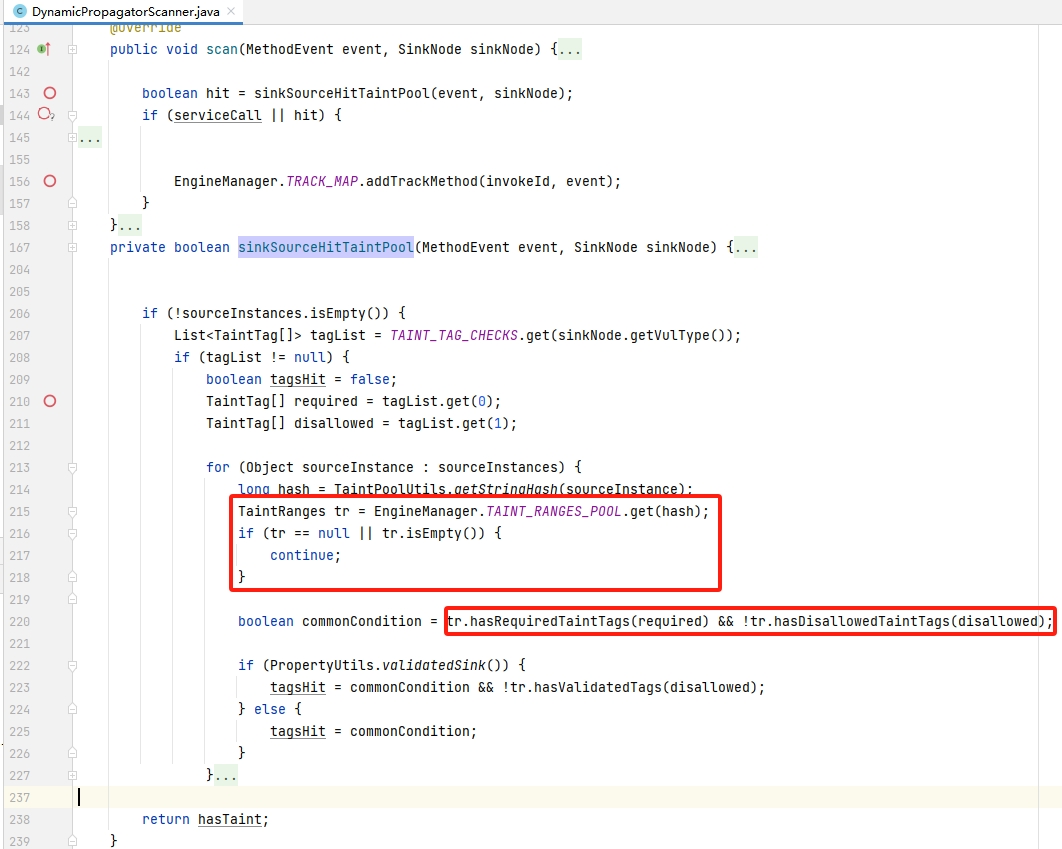 DynamicPropagatorScanner.java
123 @Override
124 public void scan(MethodEvent event, SinkNode sinkNode) {...
142
143 boolean hit = sinkSourceHitTaintPool(event, sinkNode);
144 if (serviceCall || hit) {
145 ...
155
156 EngineManager.TRACK_MAP.addTrackMethod(invokeId, event);
157 }
158 }...
167 private boolean sinkSourceHitTaintPool(MethodEvent event, SinkNode sinkNode) {...
204
205
206 if (!sourceInstances.isEmpty()) {
207 List<TaintTag[]> tagList = TAINT_TAG_CHECKS.get(sinkNode.getVulType());
208 if (tagList != null) {
209 boolean tagsHit = false;
210 TaintTag[] required = tagList.get(0);
211 TaintTag[] disallowed = tagList.get(1);
212
213 for (Object sourceInstance : sourceInstances) {
214 long hash = TaintPoolUtils.getStringHash(sourceInstance);
215 TaintRanges tr = EngineManager.TAINT_RANGES_POOL.get(hash);
216 if (tr == null || tr.isEmpty()) {
217 continue;
218 }
219
220 boolean commonCondition = tr.hasRequiredTaintTags(required) && !tr.hasDisallowedTaintTags(disallowed);
221
222 if (PropertyUtils.validatedSink()) {
223 tagsHit = commonCondition && !tr.hasValidatedTags(disallowed);
224 } else {
225 tagsHit = commonCondition;
226 }
227 }...
237
238 return hasTaint;
239 }